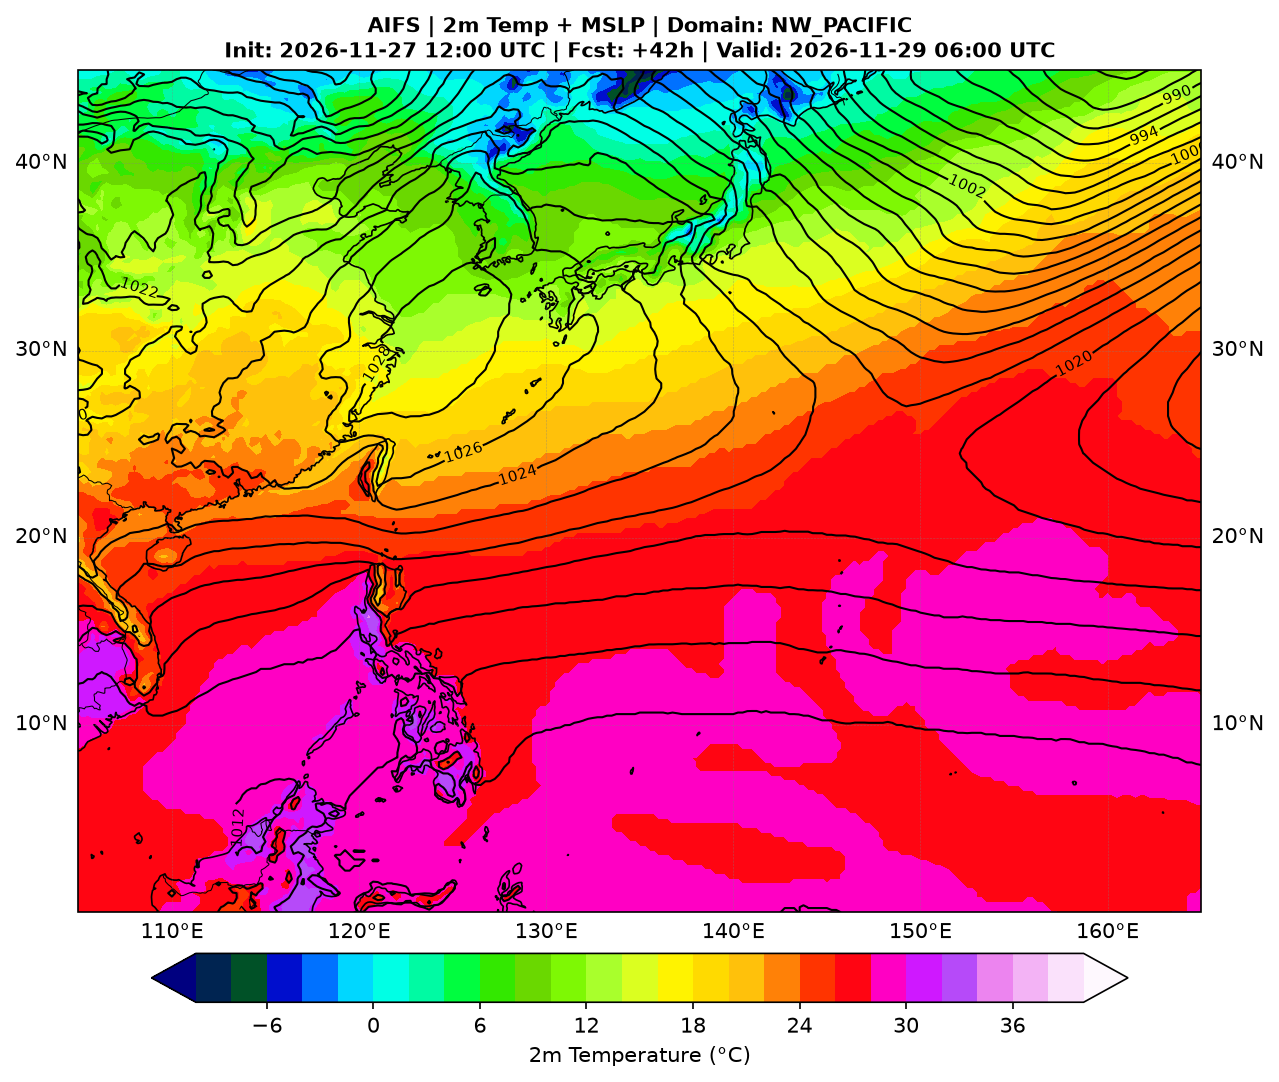 AIFS | 2m Temp + MSLP | Domain: NW_PACIFIC
Init: 2026-11-27 12:00 UTC | Fcst: +42h | Valid: 2026-11-29 06:00 UTC
990
994
1002
40°N
40°N
1022
1028
30°N
30°N
1020
1026
1024
20°N
20°N
10°N
10°N
1012
110°E
120°E
130°E
140°E
150°E
160°E
−6
0
6
12
18
24
30
36
2m Temperature (°C)